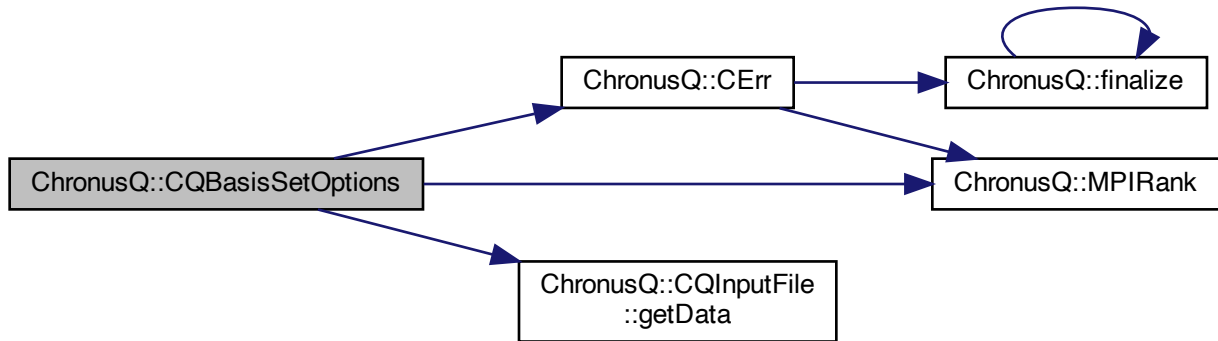 ChronusQ::CErr
ChronusQ::finalize
ChronusQ::CQBasisSetOptions
ChronusQ::MPIRank
ChronusQ::CQInputFile
::getData